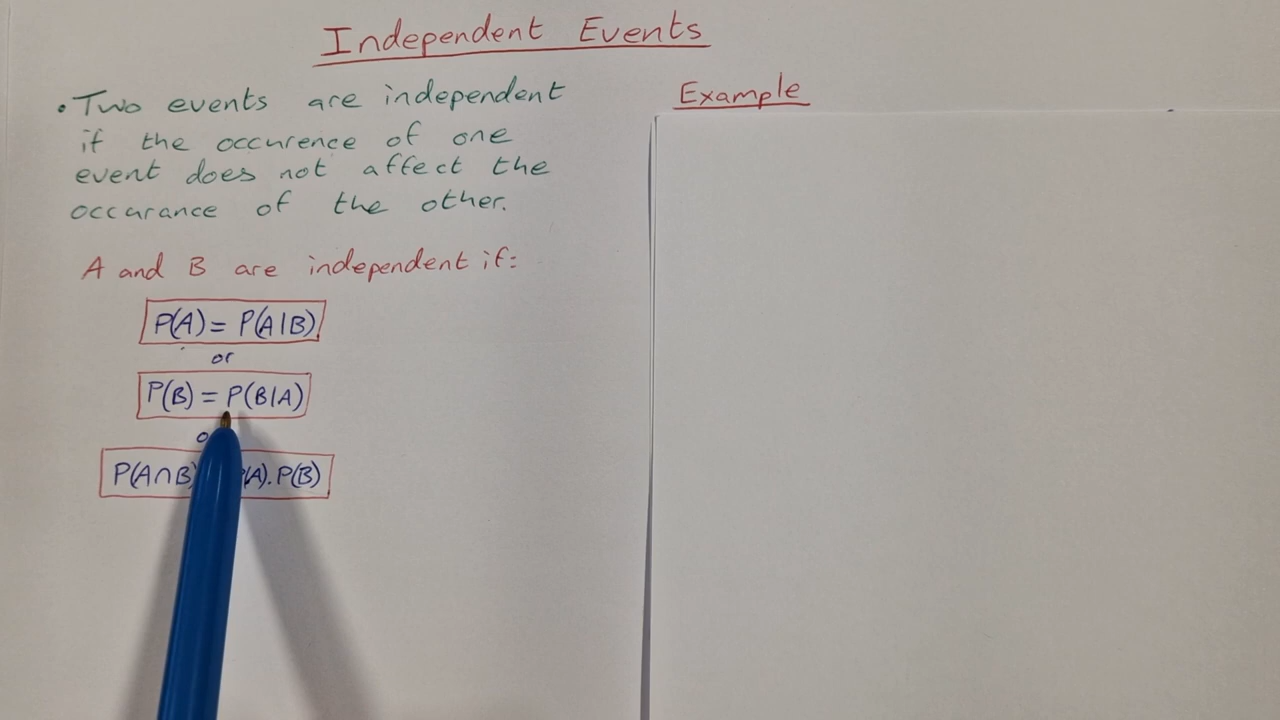 Independent Events
• Two events are independent
if the occurence of one
event does not affect the
occurance of the other.
A and B are independent if:
P(A) = P(A|B)
or
P(B) = P(B|A)
P(A∩B) (A).P(B)
Example